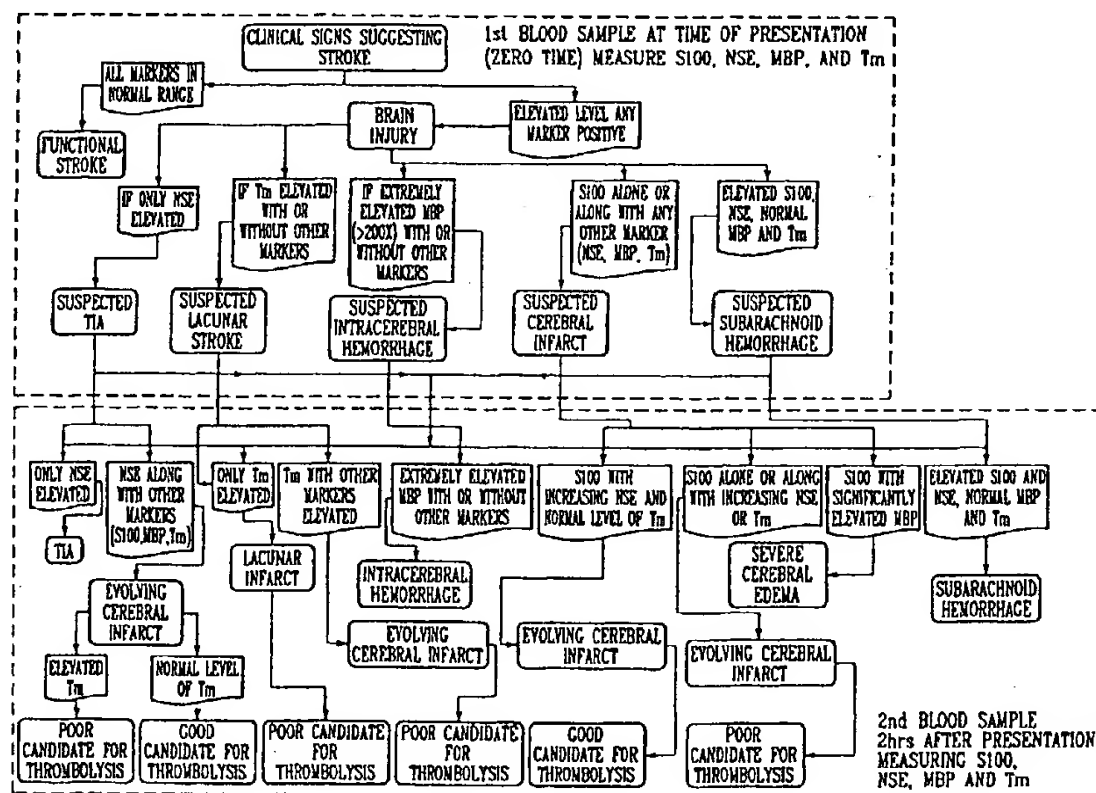 CLINICAL SIGNS SUGGESTING
STROKE
1st BLOOD SAMPLE AT TIME OF PRESENTATION
(ZERO TIME) MEASURE S100, NSE, MBP, AND Tm
ALL MARKERS IN
NORMAL RANGE
BRAIN
INJURY
ELEVATED LEVEL ANY
MARKER POSITIVE
FUNCTIONAL
STROKE
IF ONLY NSE
ELEVATED
IF Tm ELEVATED
WITH OR
WITHOUT OTHER
MARKERS
IF EXTREMELY
ELEVATED MBP
(>200X) WITH OR
WITHOUT OTHER
MARKERS
S100 ALONE OR
ALONG WITH ANY
OTHER MARKER
(NSE, MBP, Tm)
ELEVATED S100,
NSE, NORMAL
MBP AND Tm
SUSPECTED
TIA
SUSPECTED
LACUNAR
STROKE
SUSPECTED
INTRACEREBRAL
HEMORRHAGE
SUSPECTED
CEREBRAL
INFARCT
SUSPECTED
SUBARACHNOID
HEMORRHAGE
ONLY NSE
ELEVATED
NSE ALONG
WITH OTHER
MARKERS
(S100,MBP,Tm)
ONLY Tm
ELEVATED
Tm WITH OTHER
MARKERS
ELEVATED
EXTREMELY ELEVATED
MBP WITH OR WITHOUT
OTHER MARKERS
S100 WITH
INCREASING NSE AND
NORMAL LEVEL OF Tm
S100 ALONE OR ALONG
WITH INCREASING NSE
OR Tm
S100 WITH
SIGNIFICANTLY
ELEVATED MBP
ELEVATED S100 AND
NSE, NORMAL MBP
AND Tm
TIA
LACUNAR
INFARCT
INTRACEREBRAL
HEMORRHAGE
SEVERE
CEREBRAL
EDEMA
SUBARACHNOID
HEMORRHAGE
EVOLVING
CEREBRAL
INFARCT
EVOLVING
CEREBRAL INFARCT
EVOLVING CEREBRAL
INFARCT
EVOLVING CEREBRAL
INFARCT
ELEVATED
Tm
NORMAL LEVEL
OF Tm
POOR
CANDIDATE FOR
THROMBOLYSIS
GOOD
CANDIDATE FOR
THROMBOLYSIS
POOR CANDIDATE
FOR
THROMBOLYSIS
POOR CANDIDATE
FOR
THROMBOLYSIS
GOOD
CANDIDATE FOR
THROMBOLYSIS
POOR
CANDIDATE FOR
THROMBOLYSIS
2nd BLOOD SAMPLE
2hrs AFTER PRESENTATION
MEASURING S100,
NSE, MBP AND Tm